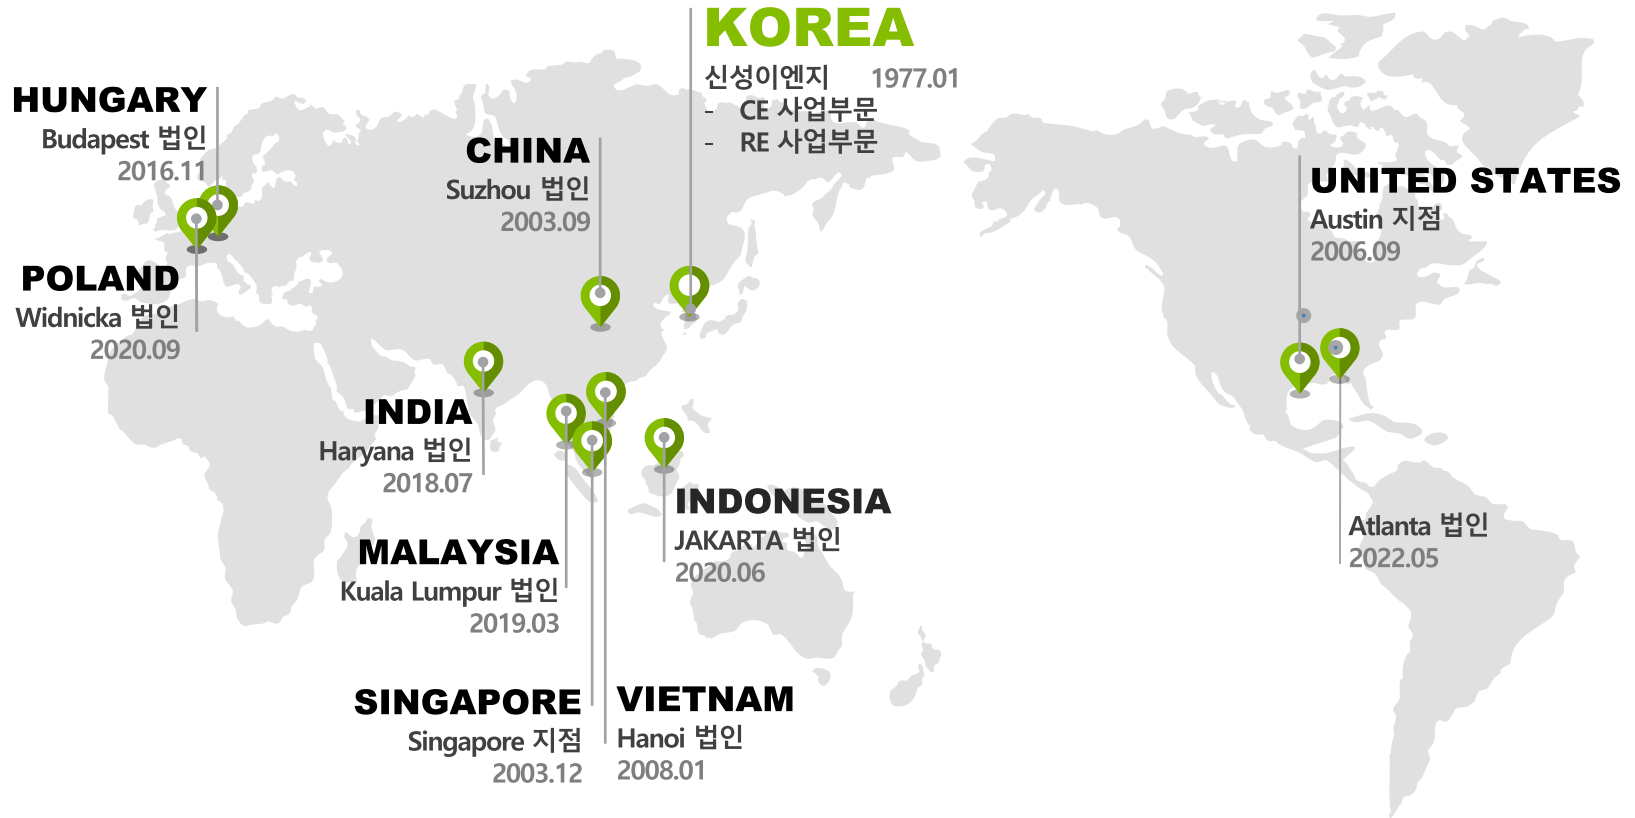 KOREA
신성이엔지 1977.01
- CE 사업부문
- RE 사업부문
HUNGARY
Budapest 법인
2016.11
CHINA
Suzhou 법인
2003.09
UNITED STATES
Austin 지점
2006.09
POLAND
Widnicka 법인
2020.09
INDIA
Haryana 법인
2018.07
INDONESIA
JAKARTA 법인
2020.06
Atlanta 법인
2022.05
MALAYSIA
Kuala Lumpur 법인
2019.03
SINGAPORE
Singapore 지점
2003.12
VIETNAM
Hanoi 법인
2008.01